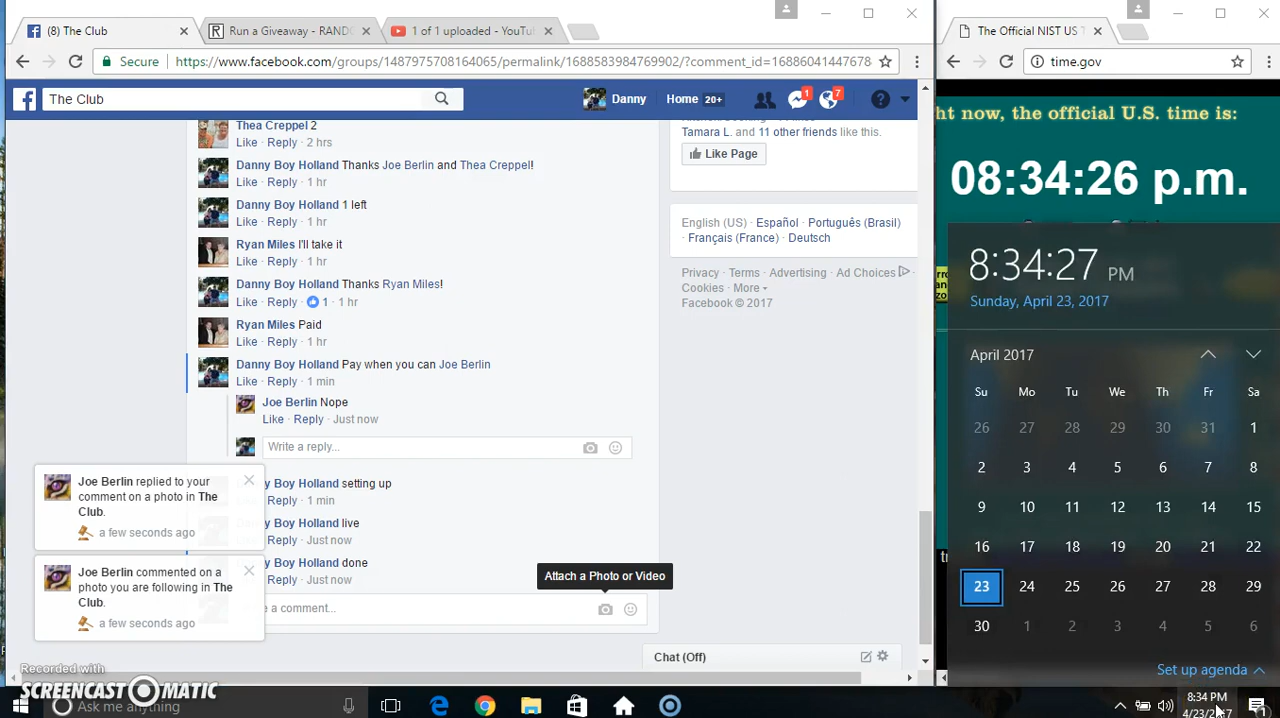 (8) The Club
Run a Giveaway - RAND
1 of 1 uploaded - YouTu
The Official NIST US T
Secure
https://www.facebook.com/groups/1487975708164065/permalink/1688583984769902/?comment_id=16886041447678
time.gov
The Club
Danny
Home 20+
1
7
Thea Creppel 2
Like · Reply · 2 hrs
Danny Boy Holland Thanks Joe Berlin and Thea Creppel!
Like · Reply · 1 hr
Danny Boy Holland 1 left
Like · Reply · 1 hr
Ryan Miles I'll take it
Like · Reply · 1 hr
Danny Boy Holland Thanks Ryan Miles!
Like · Reply · 1 · 1 hr
Ryan Miles Paid
Like · Reply · 1 hr
Danny Boy Holland Pay when you can Joe Berlin
Like · Reply · 1 min
Joe Berlin Nope
Like · Reply · Just now
Write a reply...
Boy Holland setting up
Reply · 1 min
Boy Holland live
Reply · Just now
Boy Holland done
Reply · Just now
a comment...
Attach a Photo or Video
Joe Berlin replied to your
comment on a photo in The
Club.
a few seconds ago
Joe Berlin commented on a
photo you are following in The
Club.
a few seconds ago
Tamara L. and 11 other friends like this.
Like Page
English (US) · Español · Português (Brasil)
· Français (France) · Deutsch
Privacy · Terms · Advertising · Ad Choices
Cookies · More
Facebook © 2017
Chat (Off)
ht now, the official U.S. time is:
08:34:26 p.m.
8:34:27 PM
Sunday, April 23, 2017
April 2017
Su Mo Tu We Th Fr Sa
26 27 28 29 30 31 1
2 3 4 5 6 7 8
9 10 11 12 13 14 15
16 17 18 19 20 21 22
23 24 25 26 27 28 29
30 1 2 3 4 5 6
Set up agenda
Recorded with
SCREENCAST-O-MATIC
Ask me anything
8:34 PM
4/23/2017
1